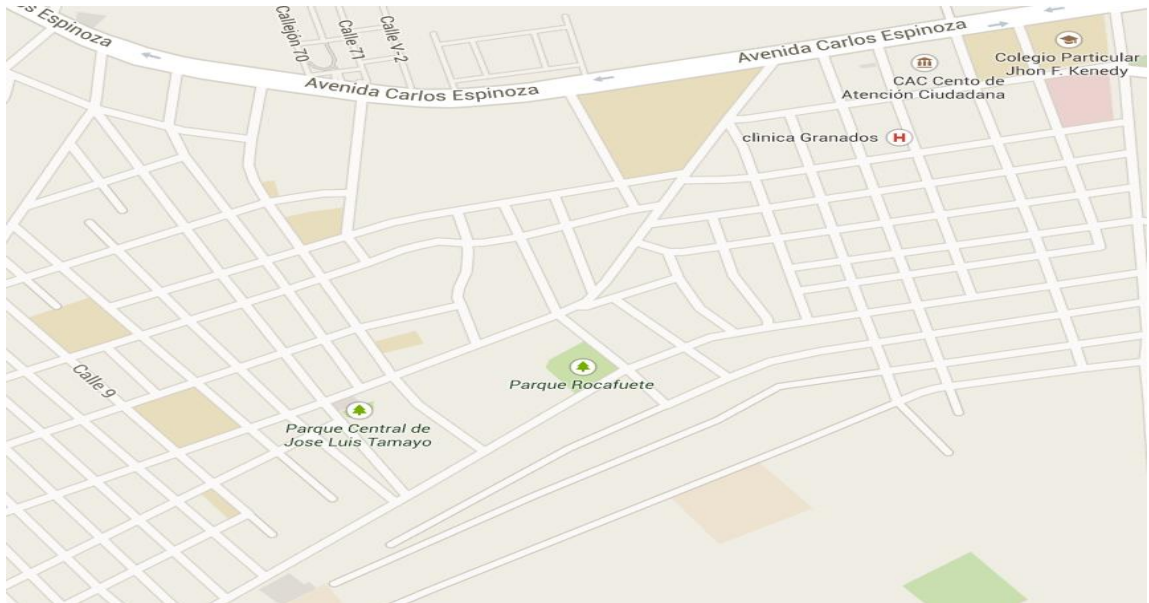 os Espinoza
Callejón 70
Calle 71
Calle V-2
Avenida Carlos Espinoza
Avenida Carlos Espinoza
Colegio Particular
Jhon F. Kenedy
CAC Cento de
Atención Ciudadana
clinica Granados H
Calle 9
Parque Rocafuete
Parque Central de
Jose Luis Tamayo